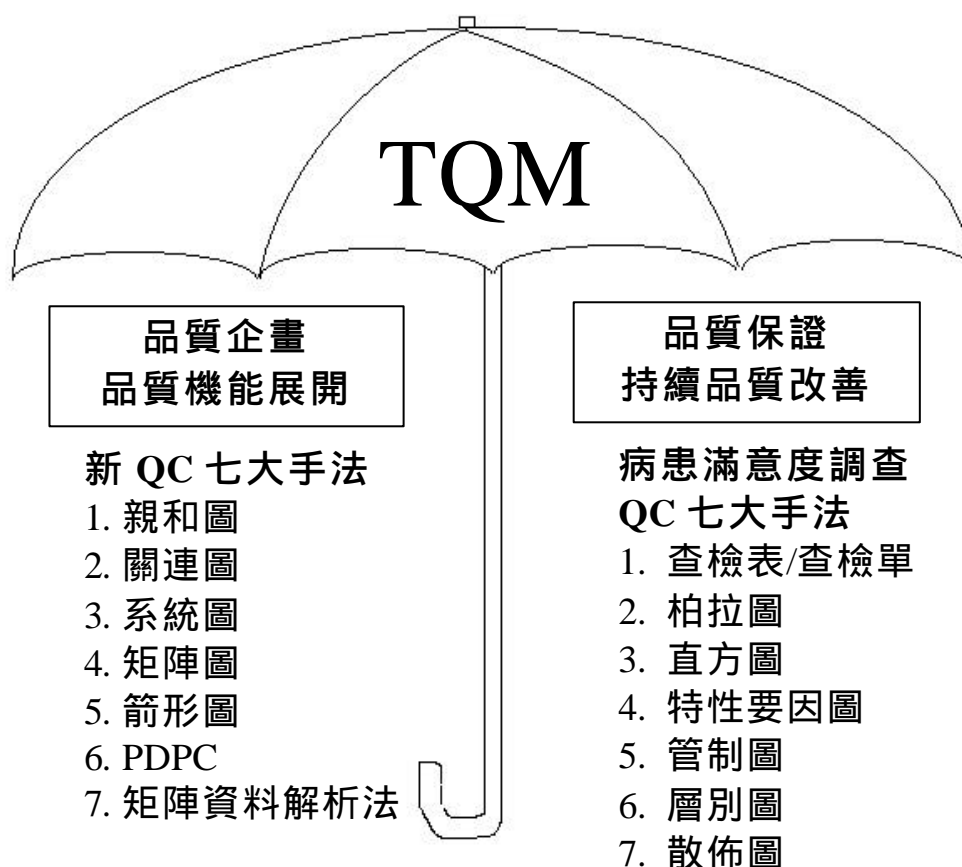 TQM
品質企畫
品質機能展開
新 QC 七大手法
1. 親和圖
2. 關連圖
3. 系統圖
4. 矩陣圖
5. 箭形圖
6. PDPC
7. 矩陣資料解析法
品質保證
持續品質改善
病患滿意度調查
QC 七大手法
1. 查檢表/查檢單
2. 柏拉圖
3. 直方圖
4. 特性要因圖
5. 管制圖
6. 層別圖
7. 散佈圖